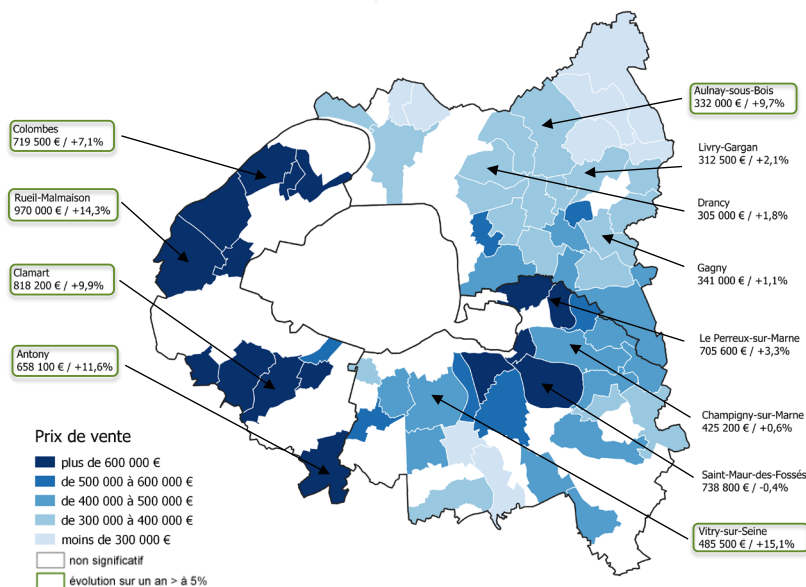 Colombes
719 500 € / +7,1%
Rueil-Malmaison
970 000 € / +14,3%
Clamart
818 200 € / +9,9%
Antony
658 100 € / +11,6%
Aulnay-sous-Bois
332 000 € / +9,7%
Livry-Gargan
312 500 € / +2,1%
Drancy
305 000 € / +1,8%
Gagny
341 000 € / +1,1%
Le Perreux-sur-Marne
705 600 € / +3,3%
Champigny-sur-Marne
425 200 € / +0,6%
Saint-Maur-des-Fossés
738 800 € / -0,4%
Vitry-sur-Seine
485 500 € / +15,1%
Prix de vente
plus de 600 000 €
de 500 000 à 600 000 €
de 400 000 à 500 000 €
de 300 000 à 400 000 €
moins de 300 000 €
non significatif
évolution sur un an > à 5%